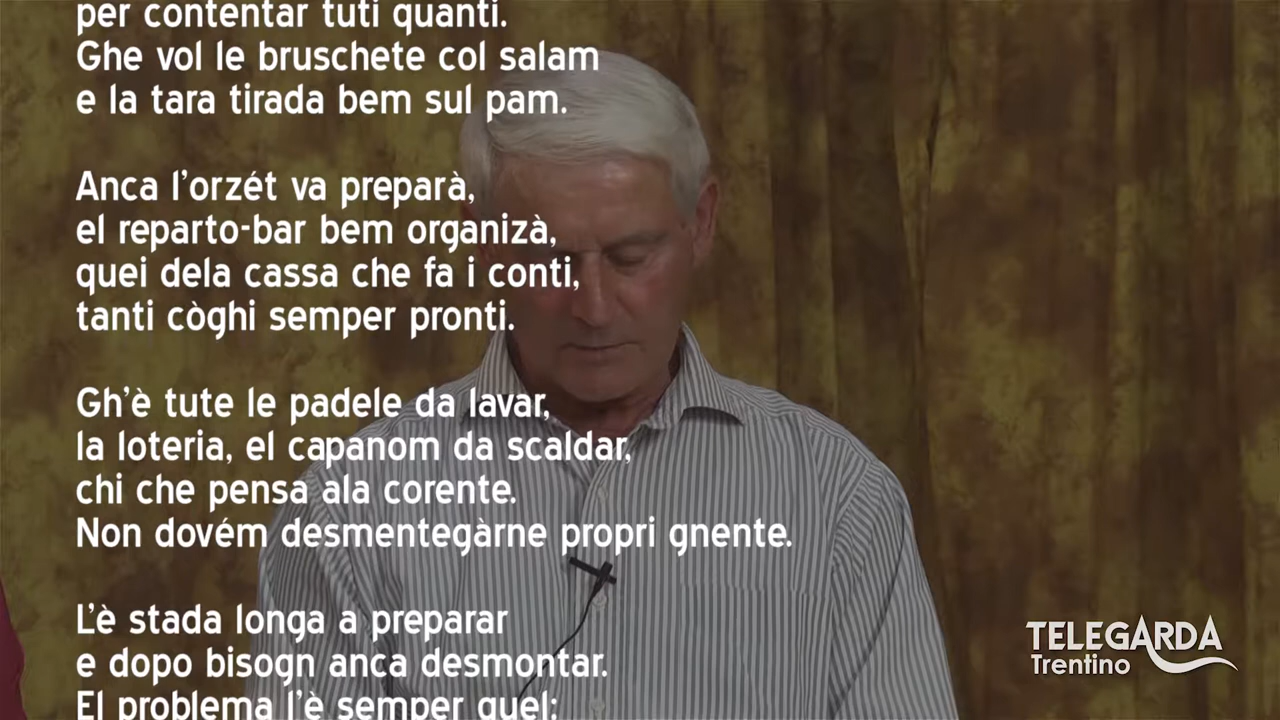 per contentar tuti quanti.
Ghe vol le bruschete col salam
e la tara tirada bem sul pam.
Anca l'orzét va preparà,
el reparto-bar bem organizà,
quei dela cassa che fa i conti,
tanti còghi semper pronti.
Gh'è tute le padele da lavar,
la loteria, el capanom da scaldar,
chi che pensa ala corente.
Non dovém desmentegàrne propri gnente.
L'è stada longa a preparar
e dopo bisogn anca desmontar.
El problema l'è semper quel:
TELEGARDA
Trentino